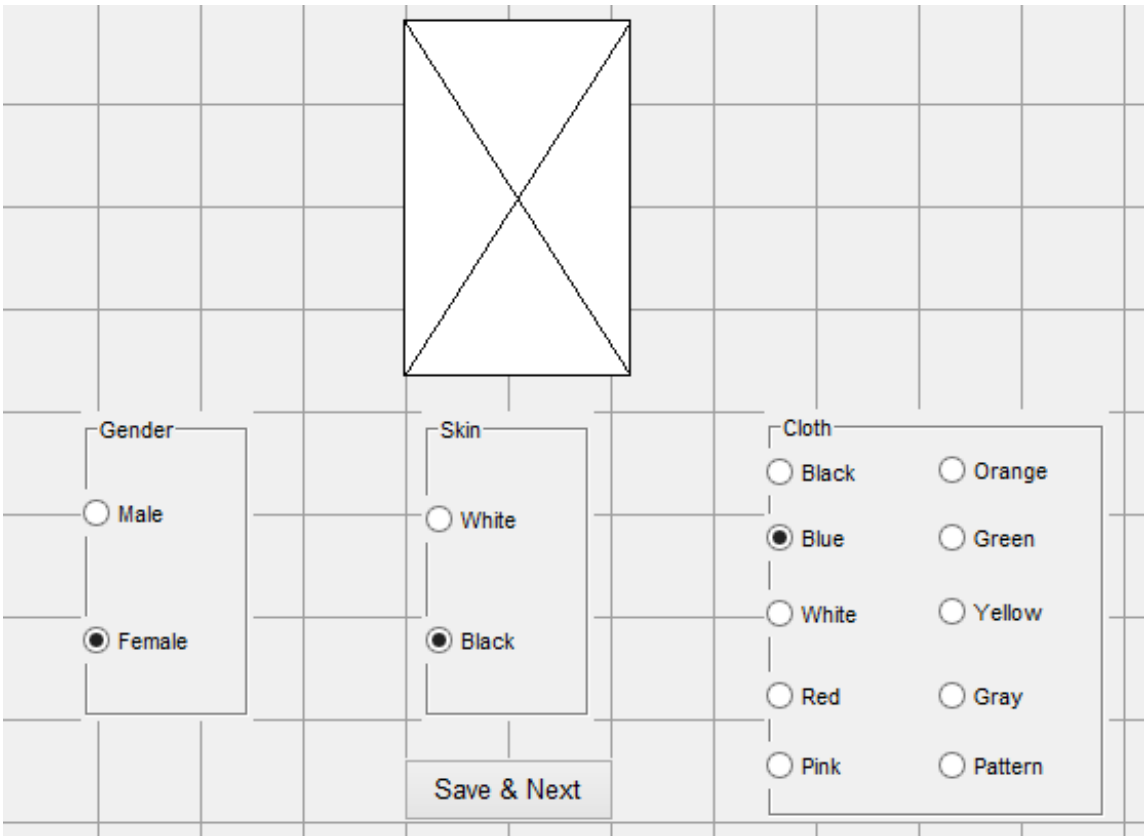 Gender
Male
Female
Skin
White
Black
Cloth
Black
Blue
White
Red
Pink
Orange
Green
Yellow
Gray
Pattern
Save & Next